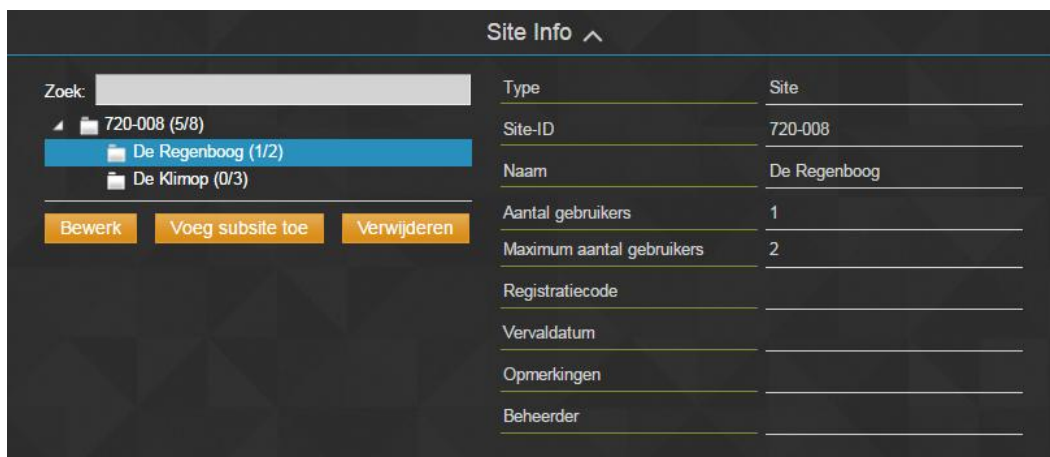 Site Info
Zoek:
720-008 (5/8)
De Regenboog (1/2)
De Klimop (0/3)
Bewerk Voeg subsite toe Verwijderen
Type Site
Site-ID 720-008
Naam De Regenboog
Aantal gebruikers 1
Maximum aantal gebruikers 2
Registratiecode
Vervaldatum
Opmerkingen
Beheerder